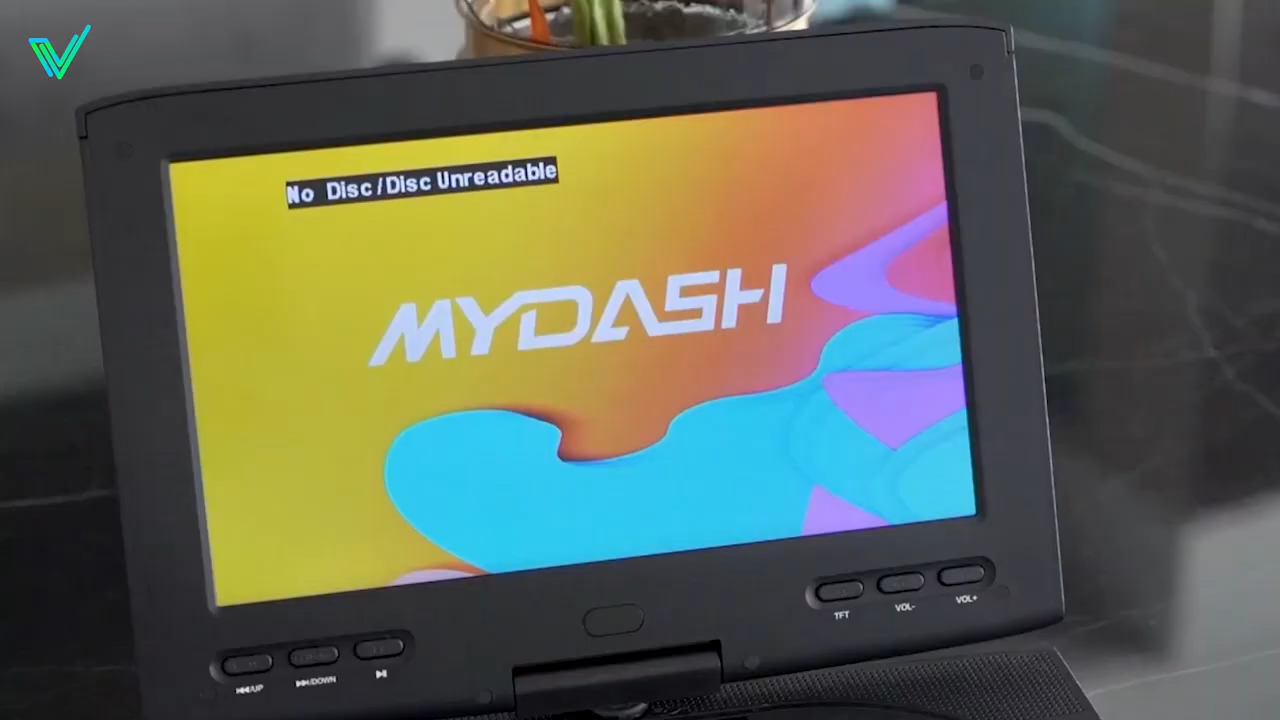 No Disc/Disc Unreadable
MYDASH
TFT
VOL-
VOL+
⏮/UP
⏭/DOWN
⏯